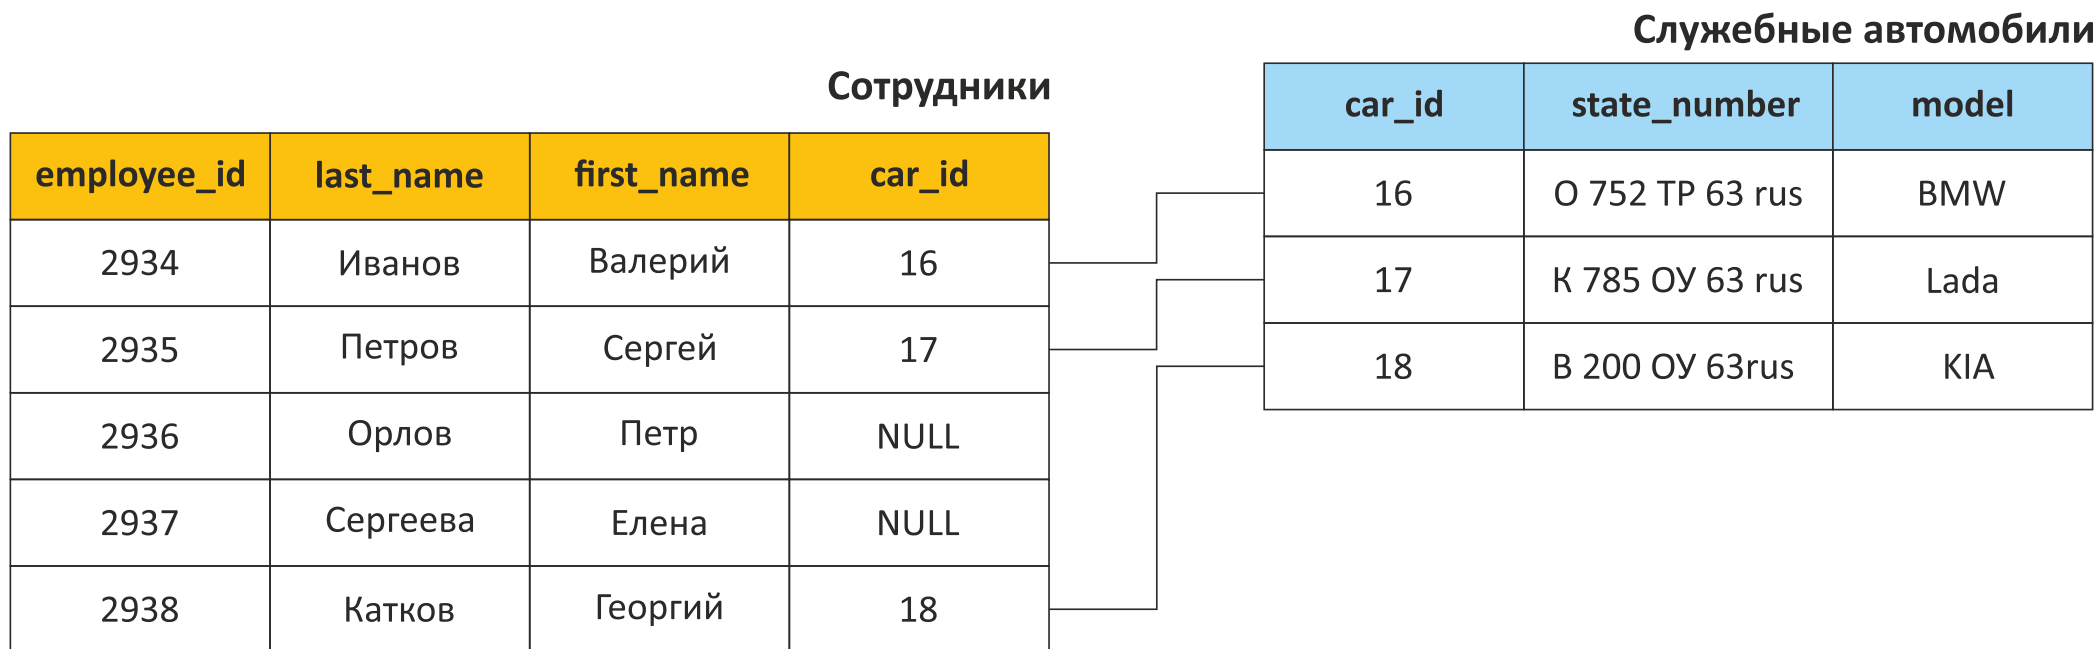 Служебные автомобили
Сотрудники
car_id state_number model
employee_id last_name first_name car_id
16 О 752 ТР 63 rus BMW
2934 Иванов Валерий 16
17 К 785 ОУ 63 rus Lada
2935 Петров Сергей 17
18 В 200 ОУ 63rus KIA
2936 Орлов Петр NULL
2937 Сергеева Елена NULL
2938 Катков Георгий 18